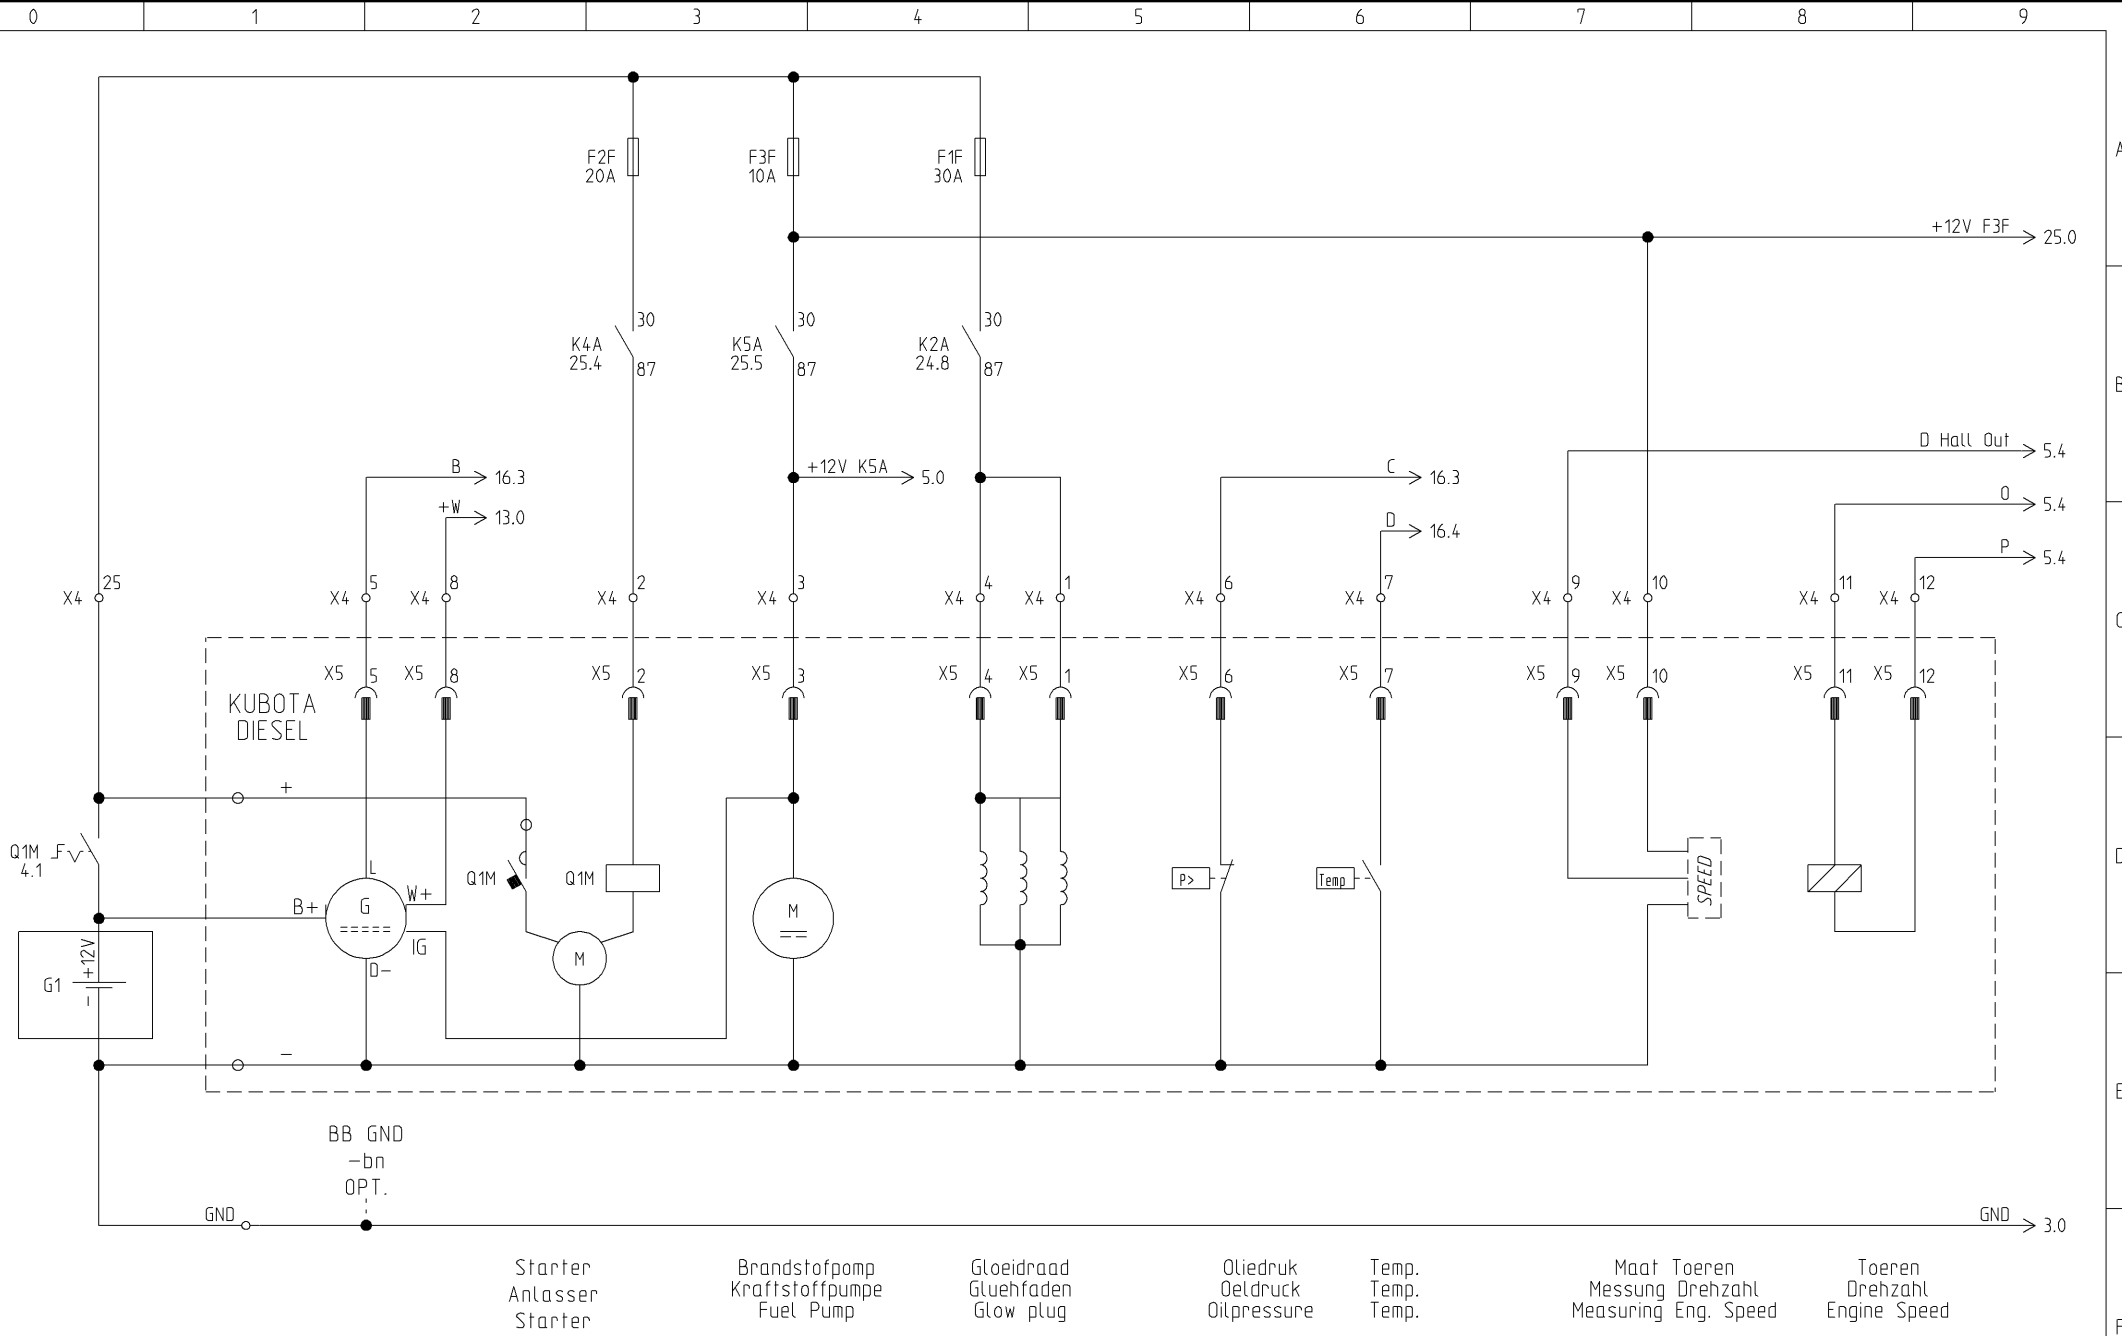 0 1 2 3 4 5 6 7 8 9
F2F F3F F1F A
20A 10A 30A
+12V F3F 25.0
30 30 30
K4A K5A K2A
25.4 25.5 24.8
87 87 87
B
D Hall Out 5.4
B 16.3 +12V K5A 5.0 C 16.3
O 5.4
+W 13.0 D 16.4
P 5.4
25 5 8 2 3 4 1 6 7 9 10 11 12
X4 X4 X4 X4 X4 X4 X4 X4 X4 X4 X4 X4 X4
C
X5 5 X5 8 X5 2 X5 3 X5 4 X5 1 X5 6 X5 7 X5 9 X5 10 X5 11 X5 12
KUBOTA
DIESEL
+
Q1M
4.1
D
L
Q1M Q1M P> Temp SPEED
W+
B+ G M
IG
+12V
M
D-
G1
-
-
E
BB GND
-bn
OPT.
GND GND 3.0
Starter
Anlasser
Starter
Brandstofpomp
Kraftstoffpumpe
Fuel Pump
Gloeidraad
Gluehfaden
Glow plug
Oliedruk
Oeldruck
Oilpressure
Temp.
Temp.
Temp.
Maat Toeren
Messung Drehzahl
Measuring Eng. Speed
Toeren
Drehzahl
Engine Speed
F